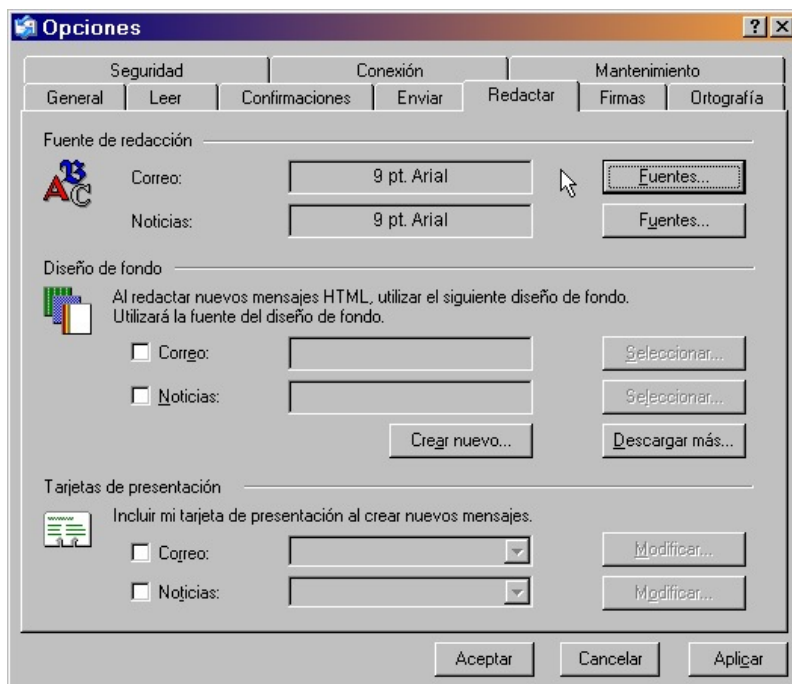 Opciones
Seguridad Conexión Mantenimiento
General Leer Confirmaciones Enviar Redactar Firmas Ortografía
Fuente de redacción
Correo: 9 pt. Arial Fuentes...
Noticias: 9 pt. Arial Fuentes...
Diseño de fondo
Al redactar nuevos mensajes HTML, utilizar el siguiente diseño de fondo.
Utilizará la fuente del diseño de fondo.
Correo: Seleccionar...
Noticias: Seleccionar...
Crear nuevo... Descargar más...
Tarjetas de presentación
Incluir mi tarjeta de presentación al crear nuevos mensajes.
Correo: Modificar...
Noticias: Modificar...
Aceptar Cancelar Aplicar